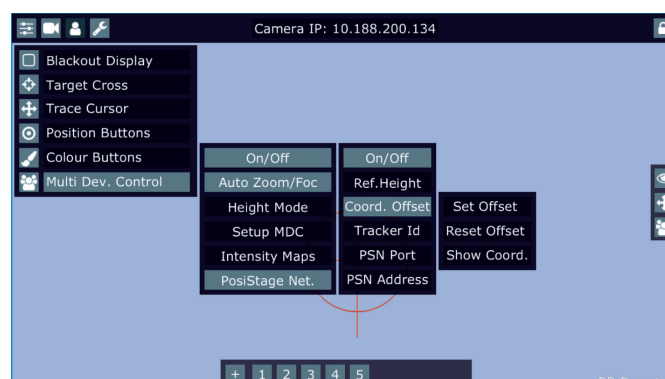 Camera IP: 10.188.200.134
Blackout Display
Target Cross
Trace Cursor
Position Buttons
Colour Buttons
Multi Dev. Control
On/Off
Auto Zoom/Foc
Height Mode
Setup MDC
Intensity Maps
PosiStage Net.
On/Off
Ref.Height
Coord. Offset
Tracker Id
PSN Port
PSN Address
Set Offset
Reset Offset
Show Coord.
+ 1 2 3 4 5